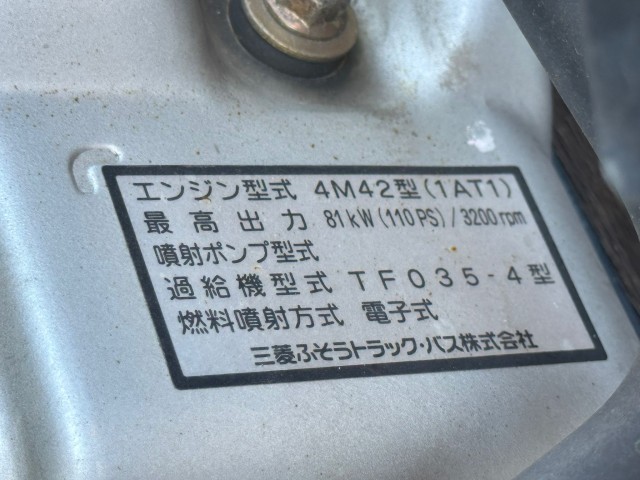 エンジン型式 4M42型(1AT1)
最高出力 81kW(110PS)/3200rpm
噴射ポンプ型式
過給機型式 TF035-4型
燃料噴射方式 電子式
三菱ふそうトラック・バス株式会社